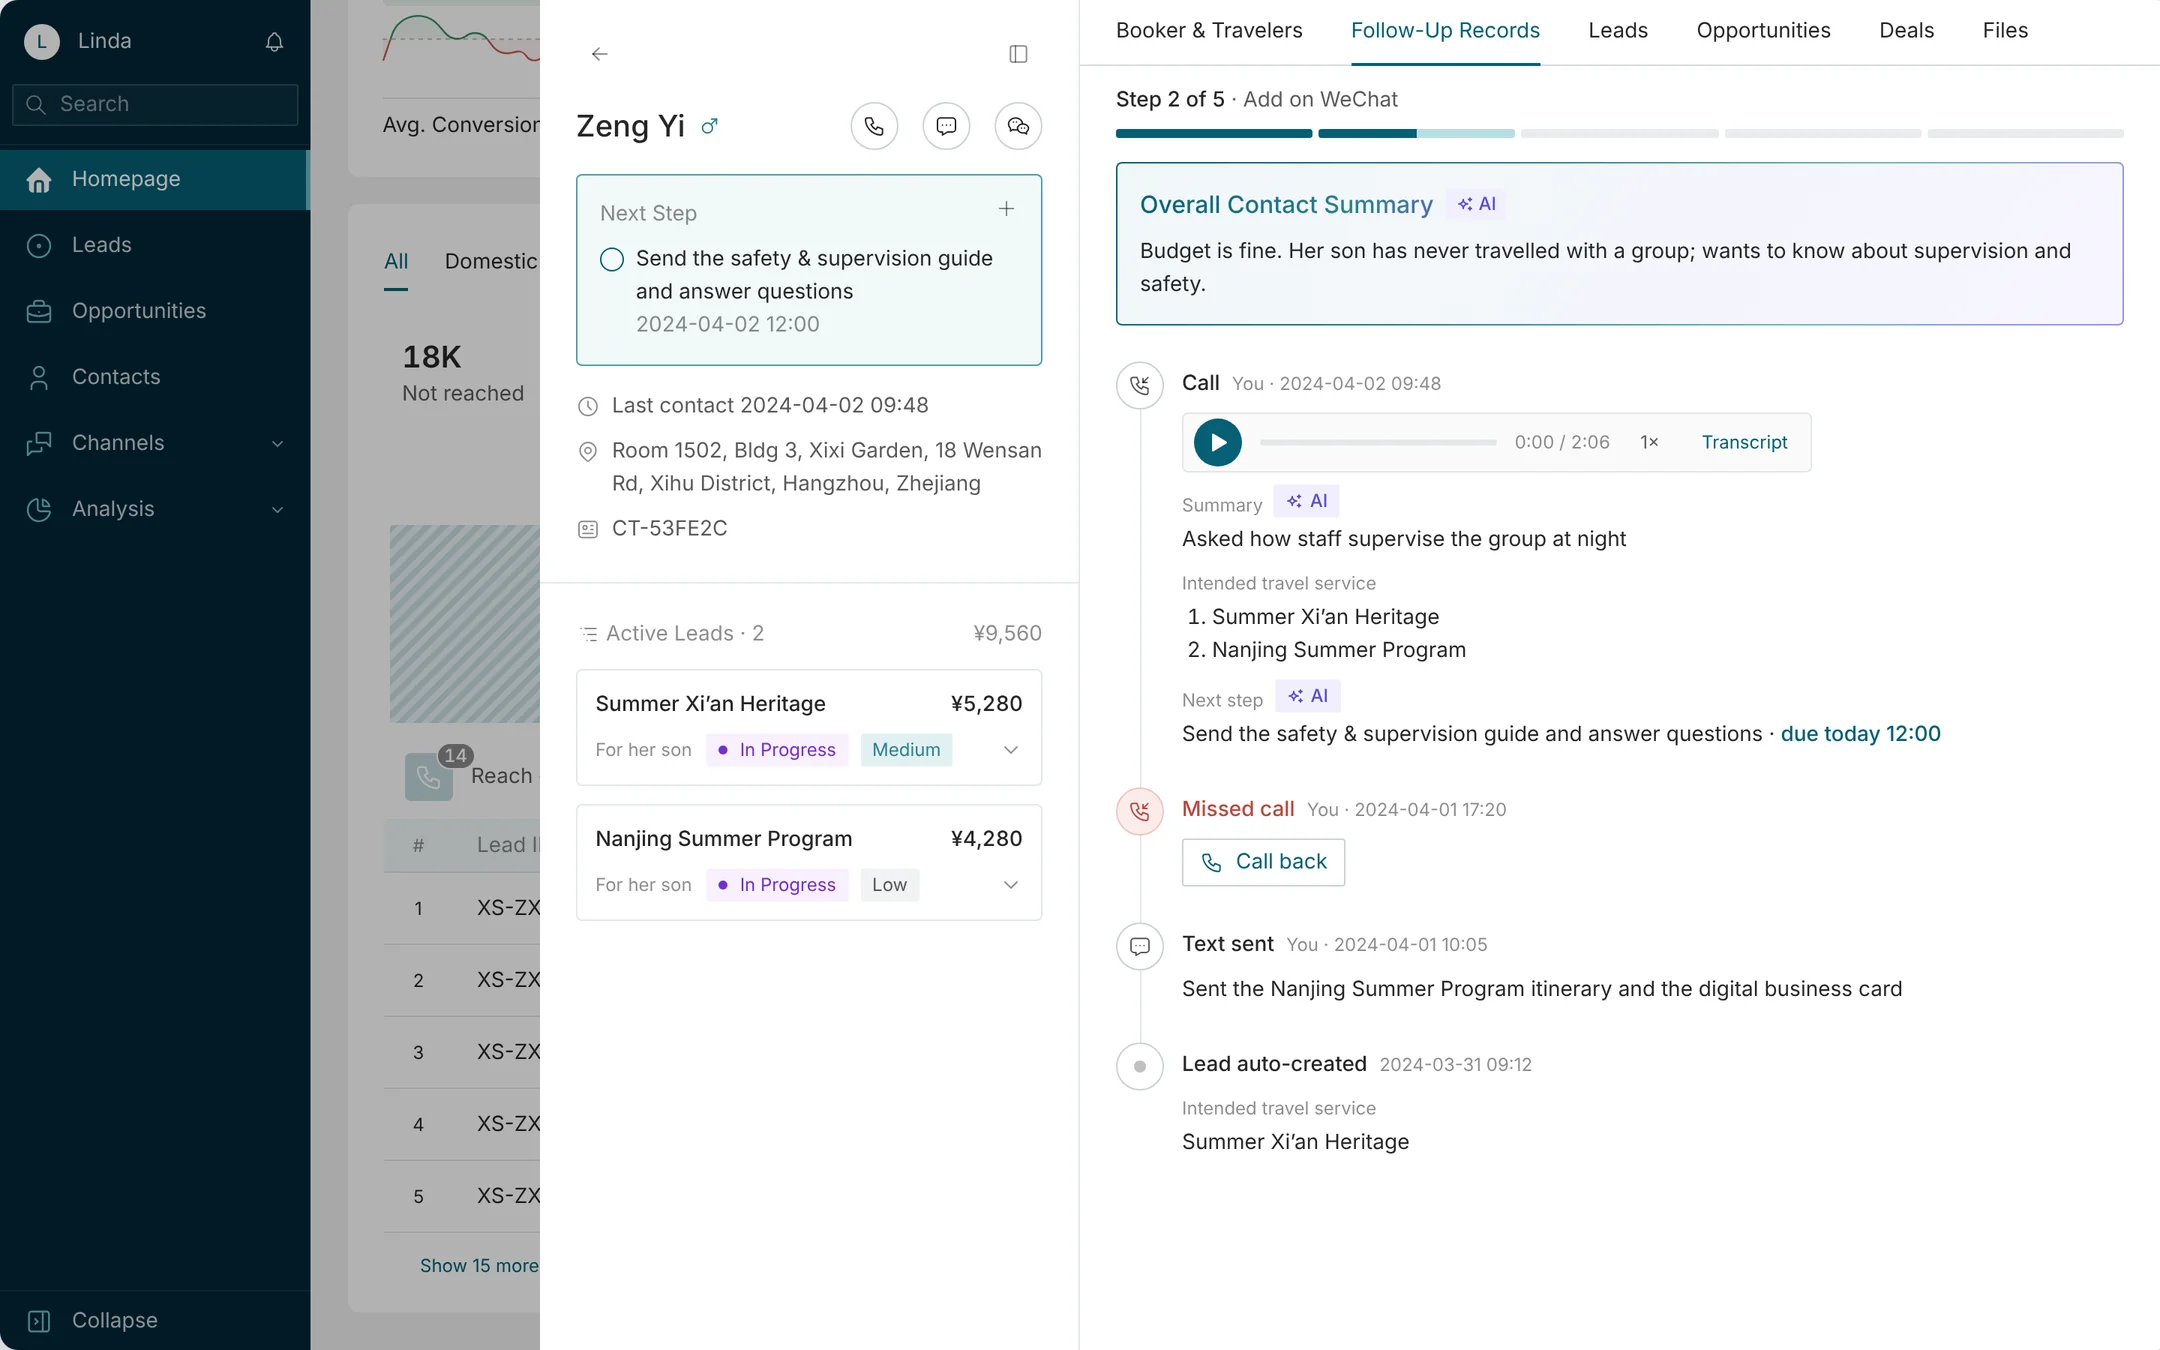 L
Linda
Search
Homepage
Leads
Opportunities
Contacts
Channels
Analysis
Collapse
Avg. Conversion
All
Domestic
18K
Not reached
14
Reach
#
Lead
1
XS-ZX
2
XS-ZX
3
XS-ZX
4
XS-ZX
5
XS-ZX
Show 15 more
Zeng Yi
Next Step
Send the safety & supervision guide
and answer questions
2024-04-02 12:00
Last contact 2024-04-02 09:48
Room 1502, Bldg 3, Xixi Garden, 18 Wensan
Rd, Xihu District, Hangzhou, Zhejiang
CT-53FE2C
Active Leads · 2
¥9,560
Summer Xi’an Heritage
¥5,280
For her son
In Progress
Medium
Nanjing Summer Program
¥4,280
For her son
In Progress
Low
Booker & Travelers
Follow-Up Records
Leads
Opportunities
Deals
Files
Step 2 of 5 · Add on WeChat
Overall Contact Summary
AI
Budget is fine. Her son has never travelled with a group; wants to know about supervision and
safety.
Call You · 2024-04-02 09:48
0:00 / 2:06
1×
Transcript
Summary
AI
Asked how staff supervise the group at night
Intended travel service
1. Summer Xi’an Heritage
2. Nanjing Summer Program
Next step
AI
Send the safety & supervision guide and answer questions · due today 12:00
Missed call You · 2024-04-01 17:20
Call back
Text sent You · 2024-04-01 10:05
Sent the Nanjing Summer Program itinerary and the digital business card
Lead auto-created 2024-03-31 09:12
Intended travel service
Summer Xi’an Heritage